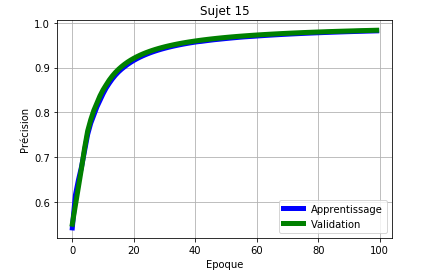 Sujet 15
1.0
0.9
0.8
0.7
0.6
Précision
0 20 40 60 80 100
Epoque
Apprentissage
Validation